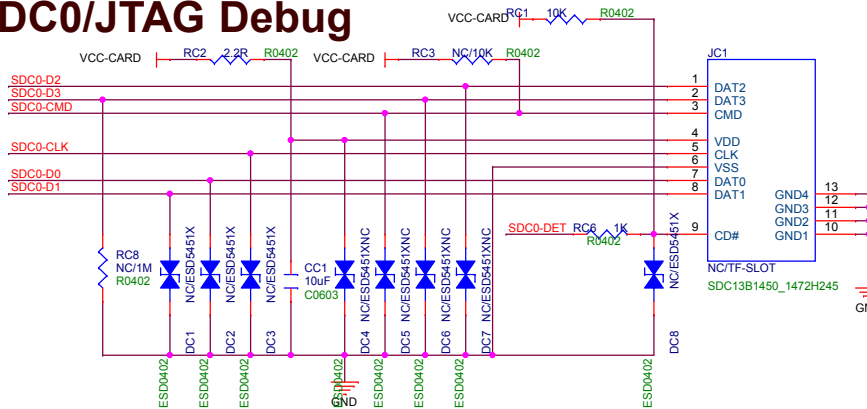 DC0/JTAG Debug
VCC-CARD RC1 10K R0402
VCC-CARD RC2 2.2R R0402
VCC-CARD RC3 NC/10K R0402
JC1
SDC0-D2
SDC0-D3
SDC0-CMD
SDC0-CLK
SDC0-D0
SDC0-D1
1 DAT2
2 DAT3
3 CMD
4 VDD
5 CLK
6 VSS
7 DAT0
8 DAT1
9 CD#
GND4 13
GND3 12
GND2 11
GND1 10
SDC0-DET RC6 1K
R0402
RC8
NC/1M
R0402
NC/ESD5451X
NC/ESD5451X
NC/ESD5451X
CC1
10uF
C0603
NC/ESD5451XNC
NC/ESD5451XNC
NC/ESD5451XNC
NC/ESD5451X
NC/TF-SLOT
SDC13B1450_1472H245
DC1
DC2
DC3
DC4
DC5
DC6
DC7
DC8
ESD0402
ESD0402
ESD0402
ESD0402
ESD0402
ESD0402
ESD0402
ESD0402
GND